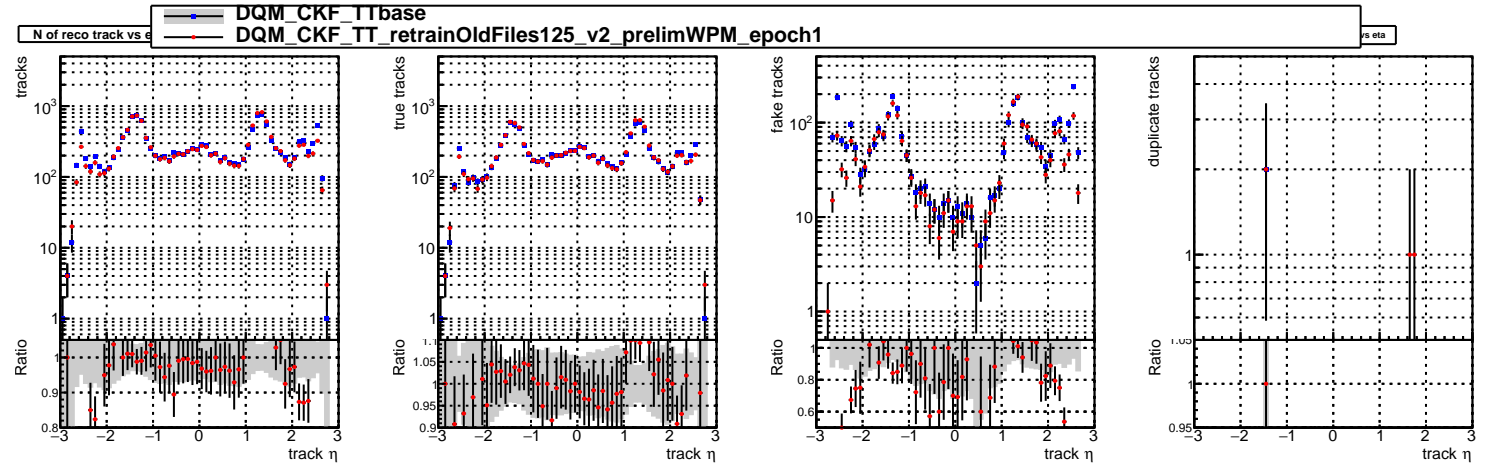 DQM_CKF_TTbase
DQM_CKF_TT_retrainOldFiles125_v2_prelimWPM_epoch1
N of reco track vs e
vs eta
tracks
10³
10²
10
1
Ratio
1
0.9
0.8
−3 −2 −1 0 1 2 3
track η
true tracks
10³
10²
10
1
Ratio
1.1
1.05
1
0.95
0.9
−3 −2 −1 0 1 2 3
track η
fake tracks
10²
10
1
Ratio
1
0.8
0.6
−3 −2 −1 0 1 2 3
track η
duplicate tracks
1
Ratio
1.05
1
0.95
−3 −2 −1 0 1 2 3
track η